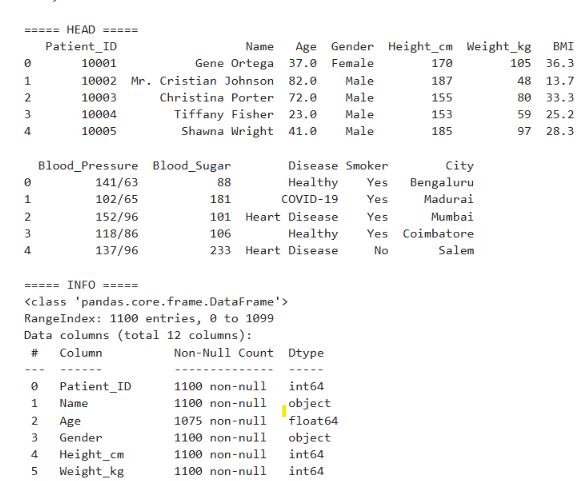 ===== HEAD =====
Patient_ID Name Age Gender Height_cm Weight_kg BMI
0 10001 Gene Ortega 37.0 Female 170 105 36.3
1 10002 Mr. Cristian Johnson 82.0 Male 187 48 13.7
2 10003 Christina Porter 72.0 Male 155 80 33.3
3 10004 Tiffany Fisher 23.0 Male 153 59 25.2
4 10005 Shawna Wright 41.0 Male 185 97 28.3
Blood_Pressure Blood_Sugar Disease Smoker City
0 141/63 88 Healthy Yes Bengaluru
1 102/65 181 COVID-19 Yes Madurai
2 152/96 101 Heart Disease Yes Mumbai
3 118/86 106 Healthy Yes Coimbatore
4 137/96 233 Heart Disease No Salem
===== INFO =====
<class 'pandas.core.frame.DataFrame'>
RangeIndex: 1100 entries, 0 to 1099
Data columns (total 12 columns):
# Column Non-Null Count Dtype
--- ------ -------------- -----
0 Patient_ID 1100 non-null int64
1 Name 1100 non-null object
2 Age 1075 non-null float64
3 Gender 1100 non-null object
4 Height_cm 1100 non-null int64
5 Weight_kg 1100 non-null int64